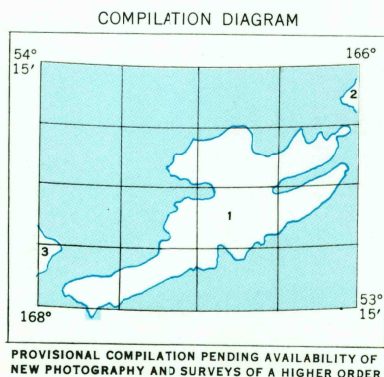 COMPILATION DIAGRAM
54° 166°
15'
2
1
3
53°
168° 15'
PROVISIONAL COMPILATION PENDING AVAILABILITY OF
NEW PHOTOGRAPHY AND SURVEYS OF A HIGHER ORDER